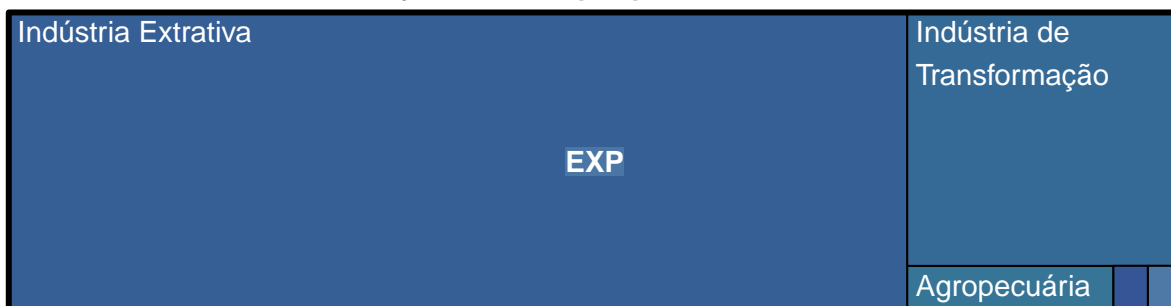 Indústria Extrativa
Indústria de
Transformação
EXP
Agropecuária